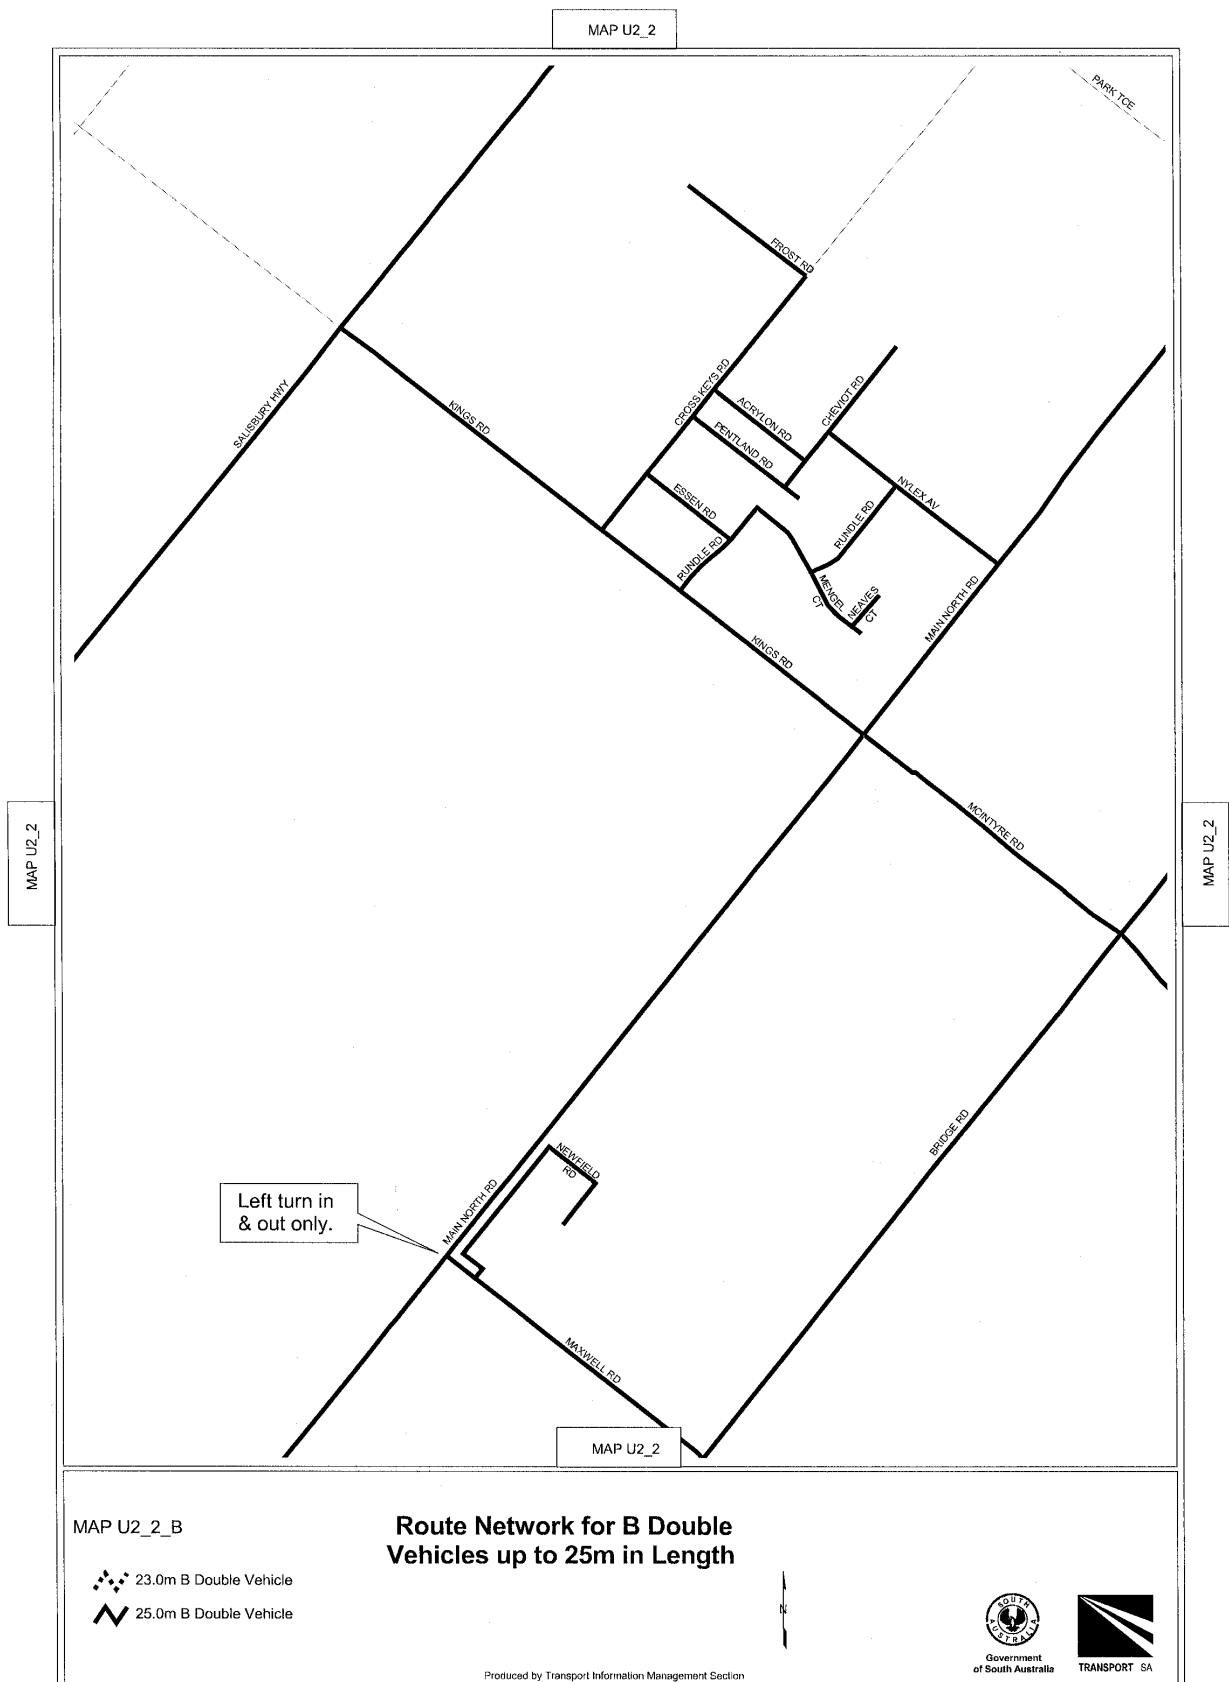 MAP U2_2
PARK TCE
FROST RD
SALISBURY HWY
KINGS RD
CROSS KEYS RD
ACRYLON RD
CHEVIOT RD
PENTLAND RD
ESSEN RD
NYLEX AV
RUNDLE RD
RUNDLE RD
MENGEL
CT
NEAVES
CT
MAIN NORTH RD
KINGS RD
MCINTYRE RD
MAP U2_2
MAP U2_2
BRIDGE RD
NEWFIELD
RD
MAIN NORTH RD
Left turn in
& out only.
MAXWELL RD
MAP U2_2
MAP U2_2_B
Route Network for B Double
Vehicles up to 25m in Length
23.0m B Double Vehicle
25.0m B Double Vehicle
N
SOUTH
AUSTRALIA
Government
of South Australia
TRANSPORT SA
Produced by Transport Information Management Section